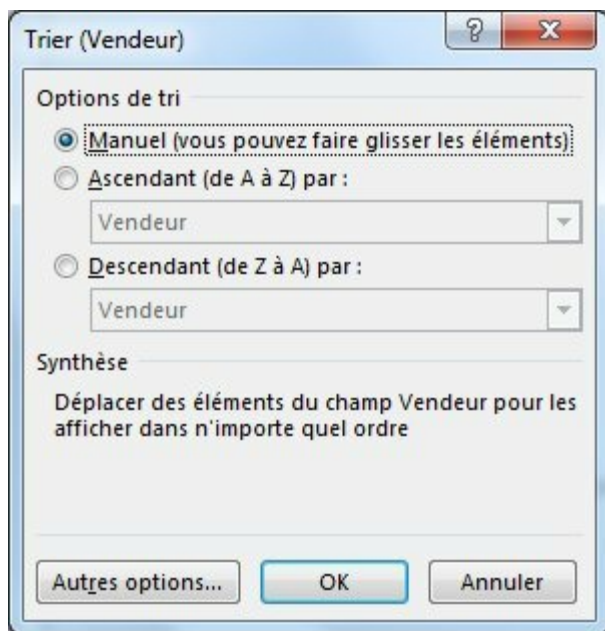 Trier (Vendeur)
?
Options de tri
Manuel (vous pouvez faire glisser les éléments)
Ascendant (de A à Z) par :
Vendeur
Descendant (de Z à A) par :
Vendeur
Synthèse
Déplacer des éléments du champ Vendeur pour les
afficher dans n'importe quel ordre
Autres options... OK Annuler